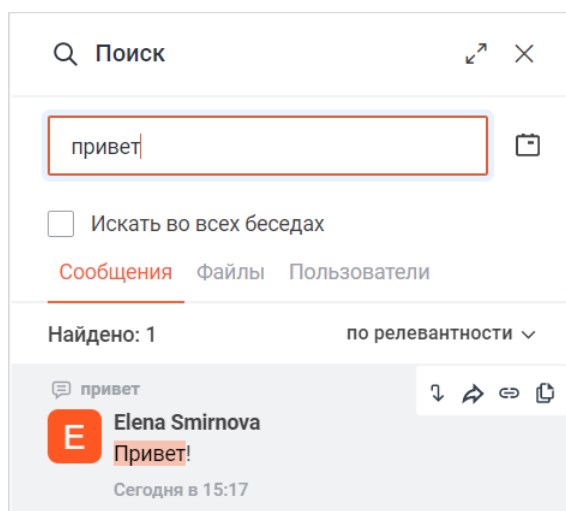 Поиск
привет
Искать во всех беседах
Сообщения Файлы Пользователи
Найдено: 1 по релевантности
привет
E Elena Smirnova
Привет!
Сегодня в 15:17